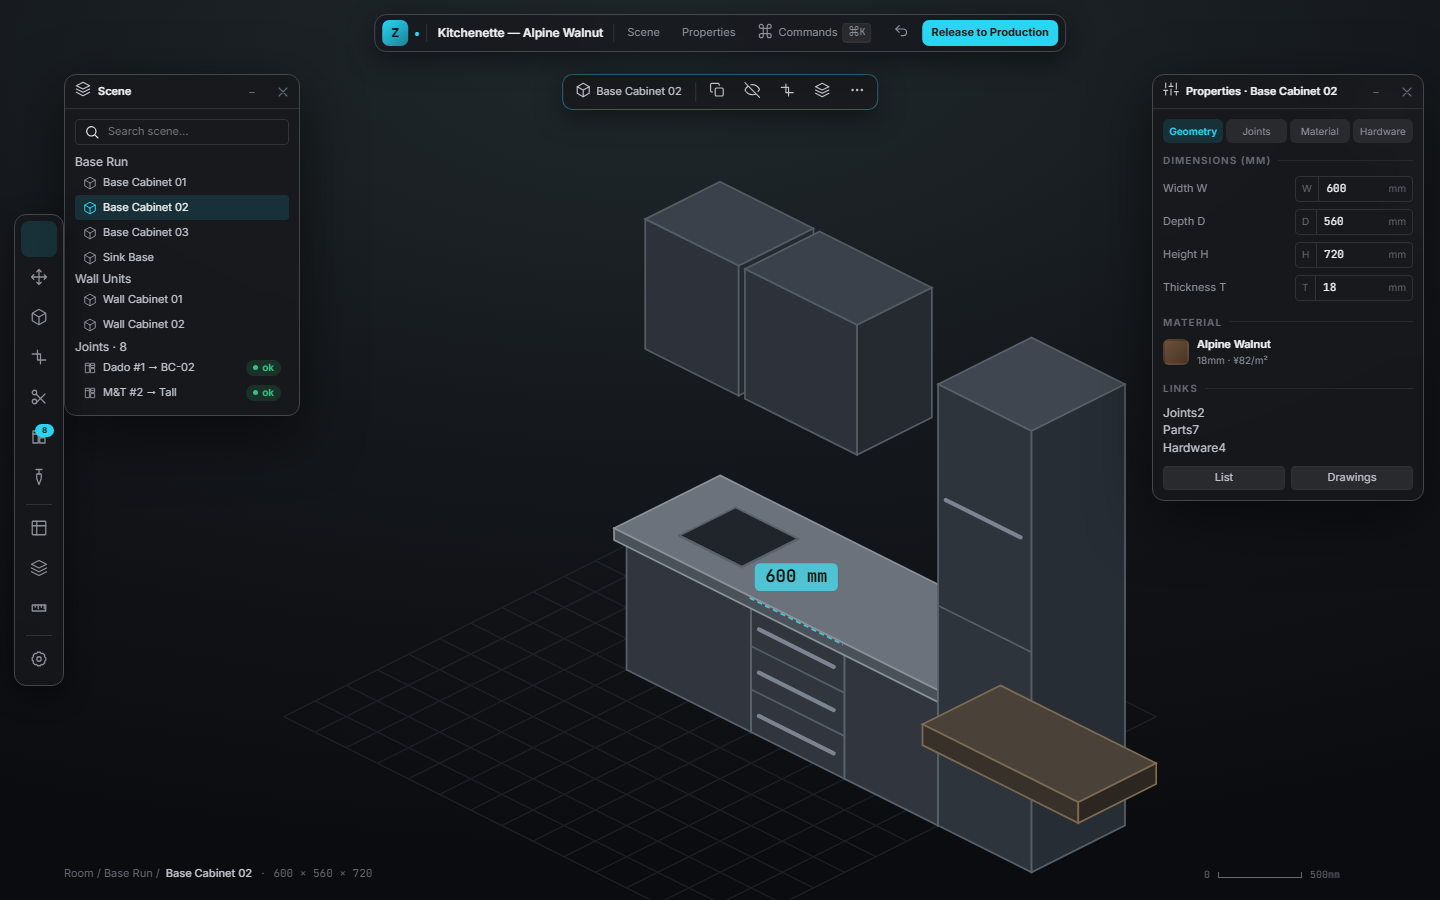 Z
Kitchenette — Alpine Walnut
Scene
Properties
Commands ⌘K
Release to Production
Scene
Search scene...
Base Run
Base Cabinet 01
Base Cabinet 02
Base Cabinet 03
Sink Base
Wall Units
Wall Cabinet 01
Wall Cabinet 02
Joints · 8
Dado #1 → BC-02 ok
M&T #2 → Tall ok
8
Base Cabinet 02
600 mm
Properties · Base Cabinet 02
Geometry
Joints
Material
Hardware
DIMENSIONS (MM)
Width W W 600 mm
Depth D D 560 mm
Height H H 720 mm
Thickness T T 18 mm
MATERIAL
Alpine Walnut
18mm · ¥82/m²
LINKS
Joints2
Parts7
Hardware4
List
Drawings
Room / Base Run / Base Cabinet 02 · 600 × 560 × 720
0 500mm